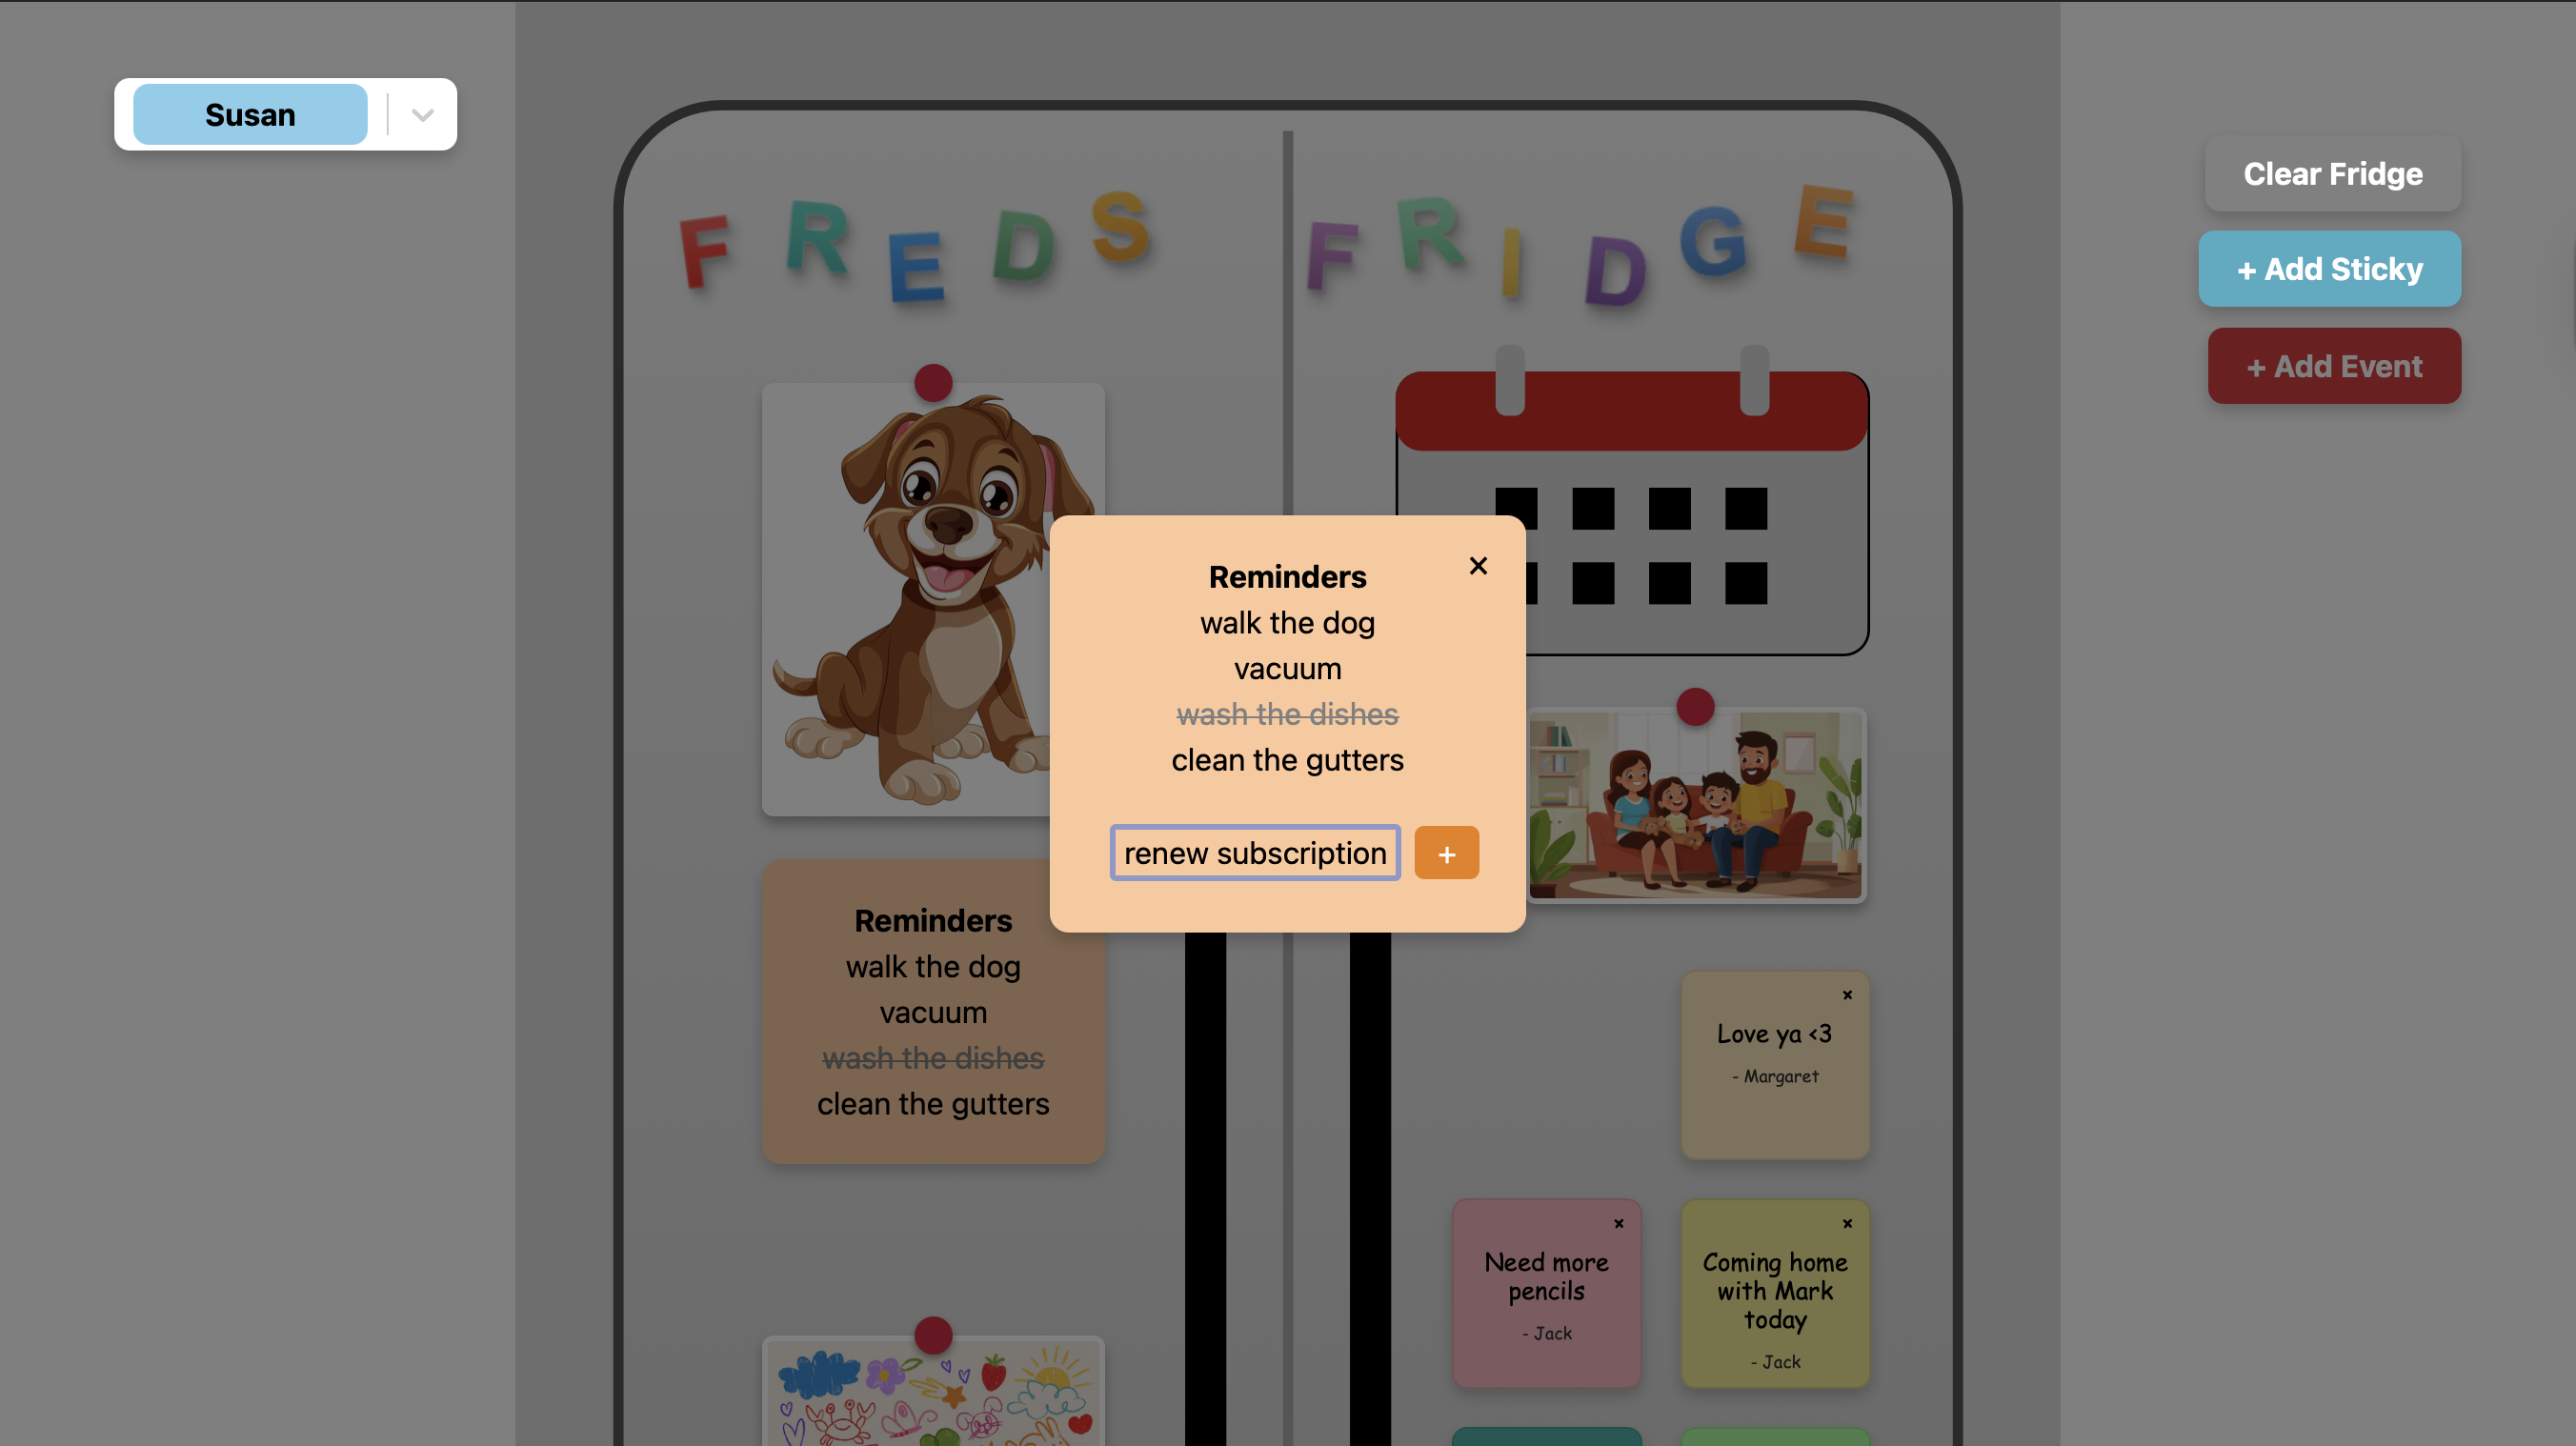 Susan
Clear Fridge
+ Add Sticky
+ Add Event
FREDS FRIDGE
Reminders
×
walk the dog
vacuum
wash the dishes
clean the gutters
renew subscription
+
Reminders
walk the dog
vacuum
wash the dishes
clean the gutters
×
Love ya <3
- Margaret
×
Need more
pencils
- Jack
×
Coming home
with Mark
today
- Jack